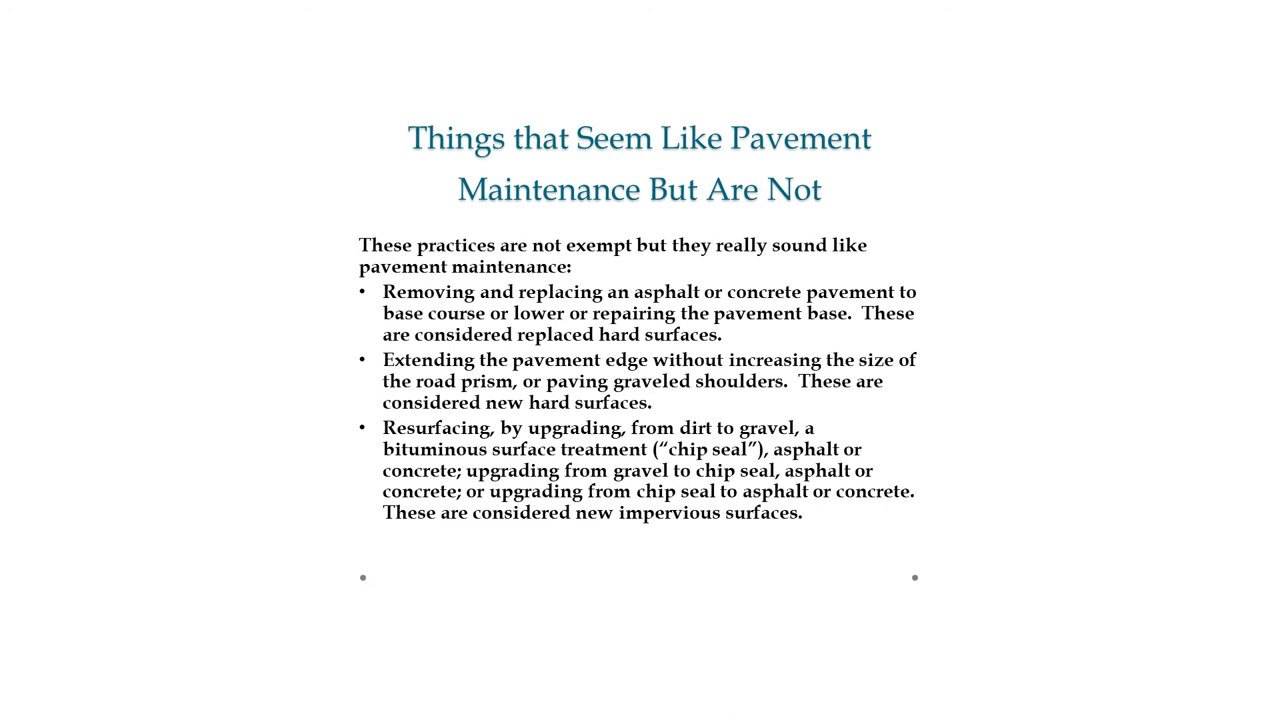 Things that Seem Like Pavement
Maintenance But Are Not
These practices are not exempt but they really sound like
pavement maintenance:
• Removing and replacing an asphalt or concrete pavement to
base course or lower or repairing the pavement base.  These
are considered replaced hard surfaces.
• Extending the pavement edge without increasing the size of
the road prism, or paving graveled shoulders.  These are
considered new hard surfaces.
• Resurfacing, by upgrading, from dirt to gravel, a
bituminous surface treatment (“chip seal”), asphalt or
concrete; upgrading from gravel to chip seal, asphalt or
concrete; or upgrading from chip seal to asphalt or concrete.
These are considered new impervious surfaces.